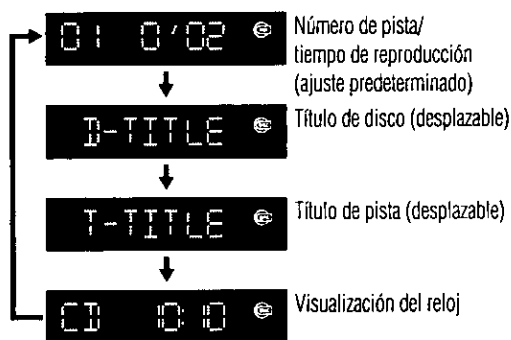 01 0'02
Número de pista/
tiempo de reproducción
(ajuste predeterminado)
D-TITLE
Título de disco (desplazable)
T-TITLE
Título de pista (desplazable)
CD 10:10
Visualización del reloj